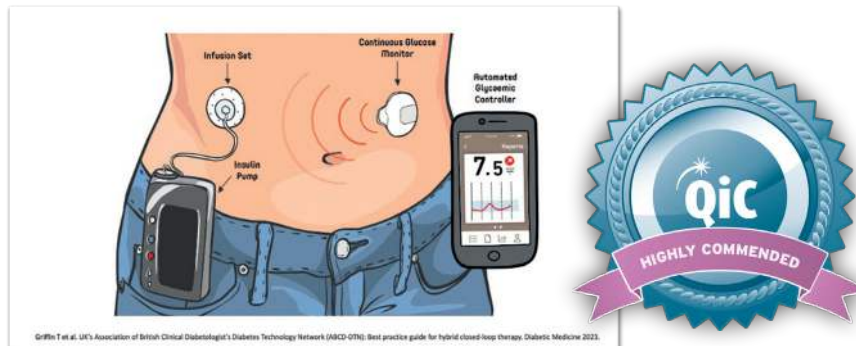 Infusion Set
Continuous Glucose
Monitor
Automated
Glycaemic
Controller
Insulin
Pump
7.5
QiC
HIGHLY COMMENDED
Griffin T et al. UK's Association of British Clinical Diabetologist's Diabetes Technology Network (ABCD-DTN): Best practice guide for hybrid closed-loop therapy. Diabetic Medicine 2023.